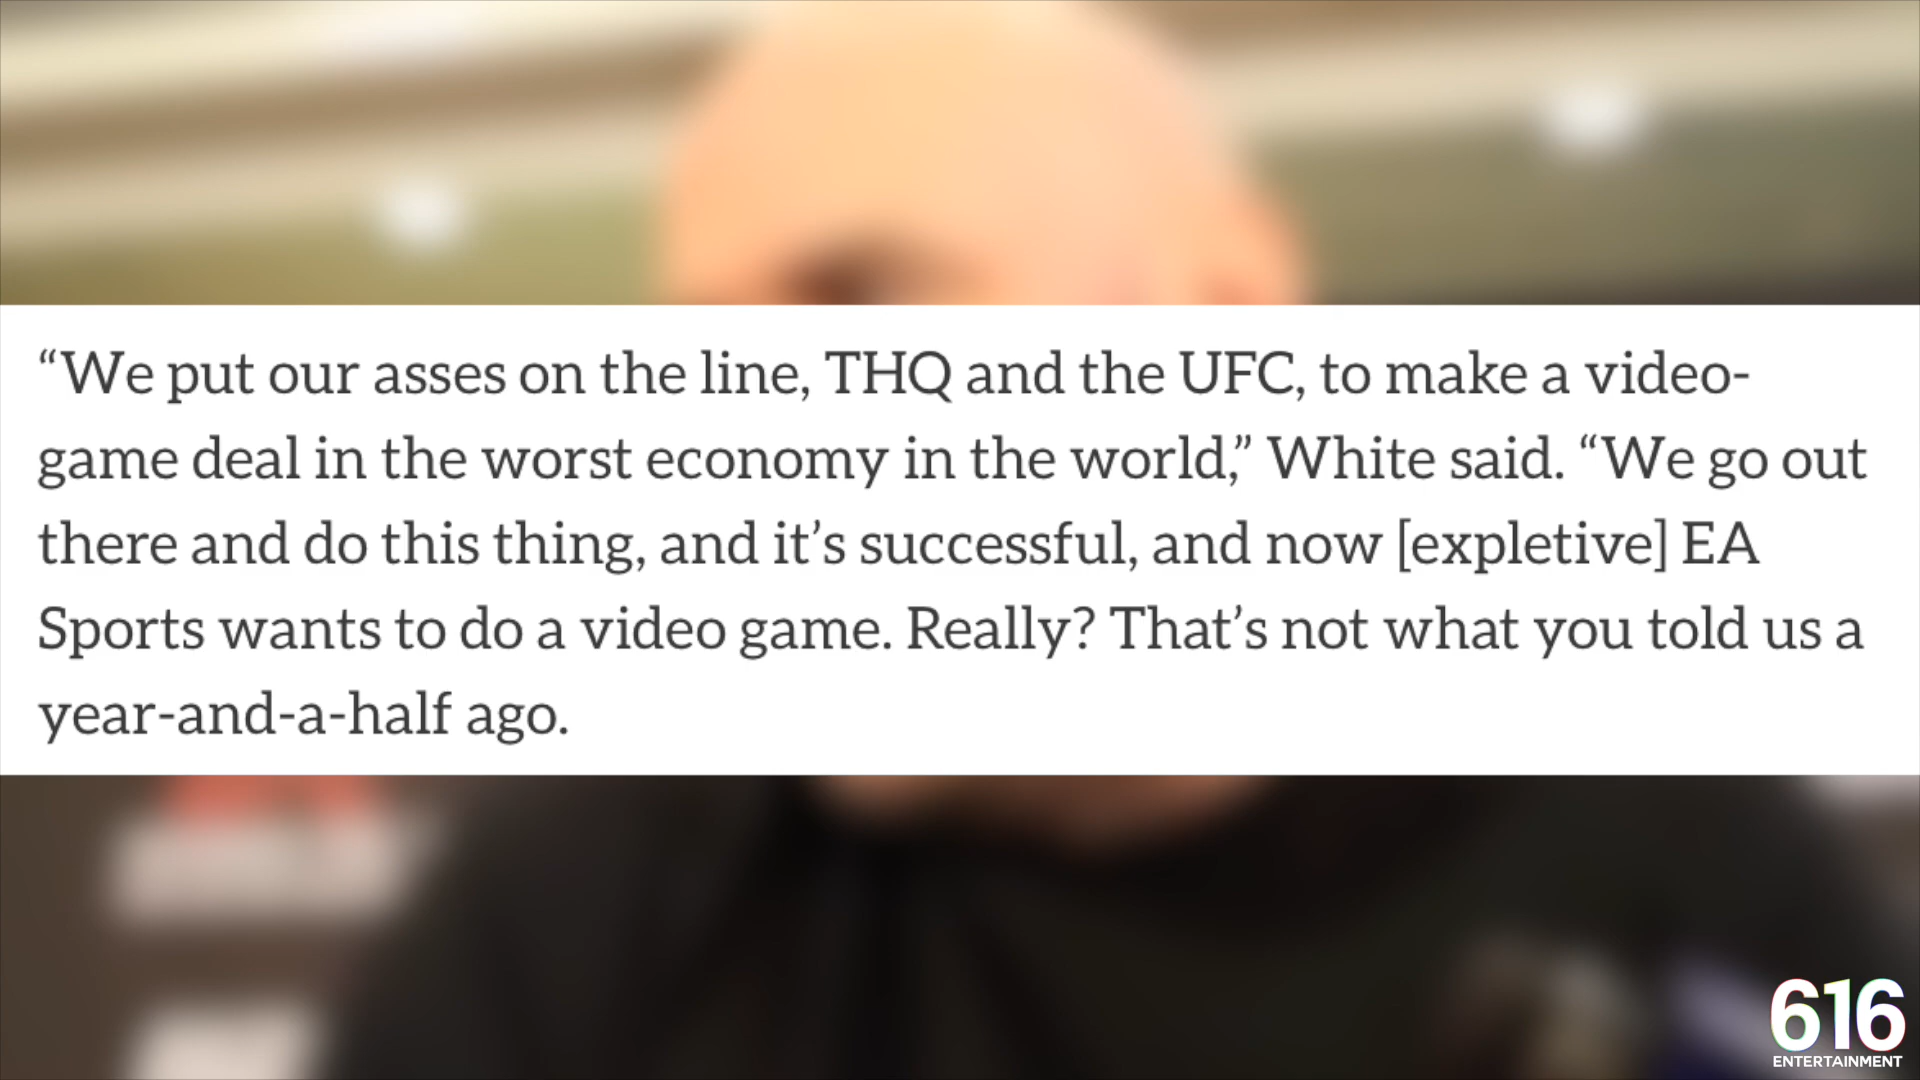 “We put our asses on the line, THQ and the UFC, to make a video-
game deal in the worst economy in the world,” White said. “We go out
there and do this thing, and it’s successful, and now [expletive] EA
Sports wants to do a video game. Really? That’s not what you told us a
year-and-a-half ago.
616
ENTERTAINMENT